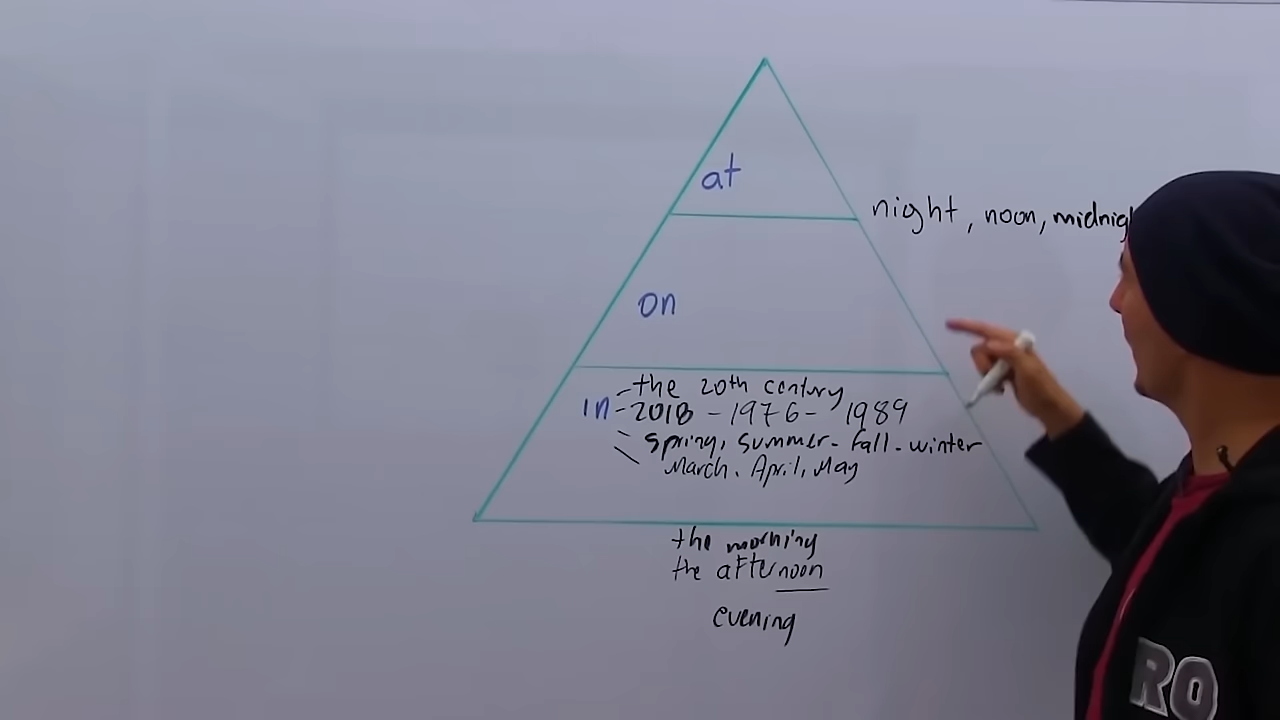 at
night, noon, midnigh
on
the 20th century
in - 2018 - 1976 - 1989
spring, summer - fall - winter
March. April, May
the morning
the afternoon
evening
RO